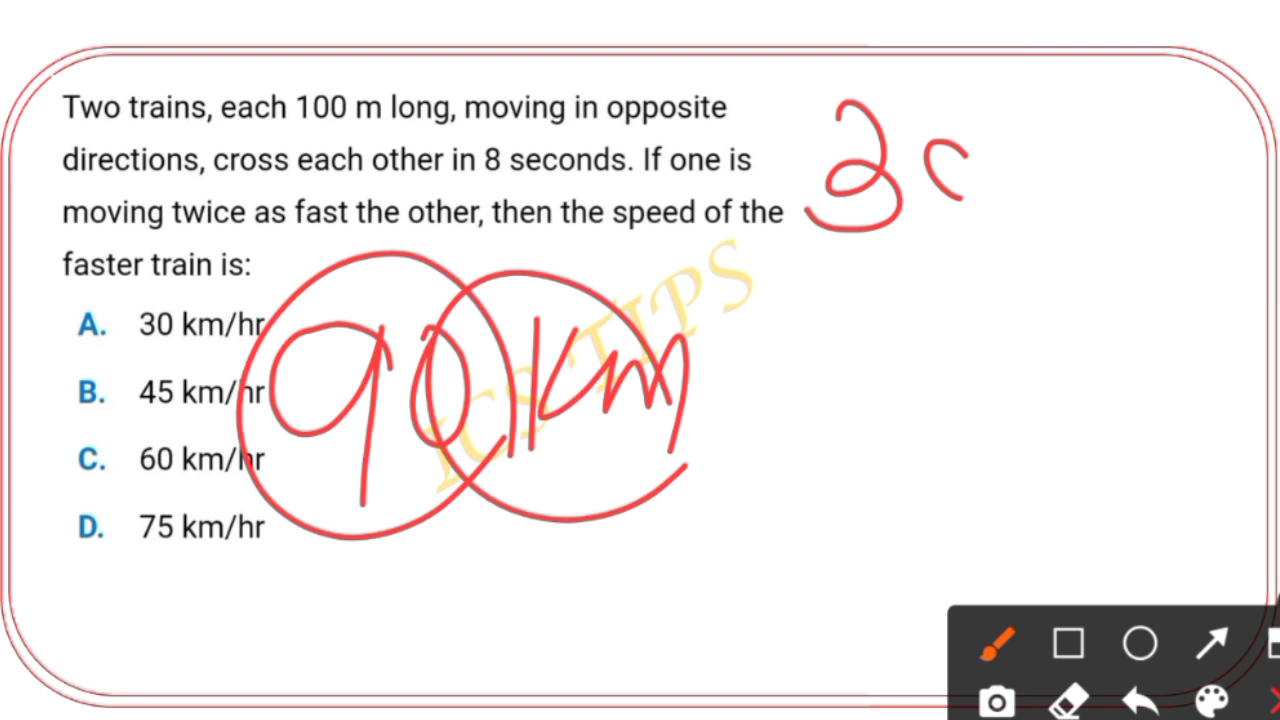 Two trains, each 100 m long, moving in opposite
directions, cross each other in 8 seconds. If one is
moving twice as fast the other, then the speed of the
faster train is:
A. 30 km/hr
B. 45 km/hr
C. 60 km/hr
D. 75 km/hr
90 km
ICS TIPS